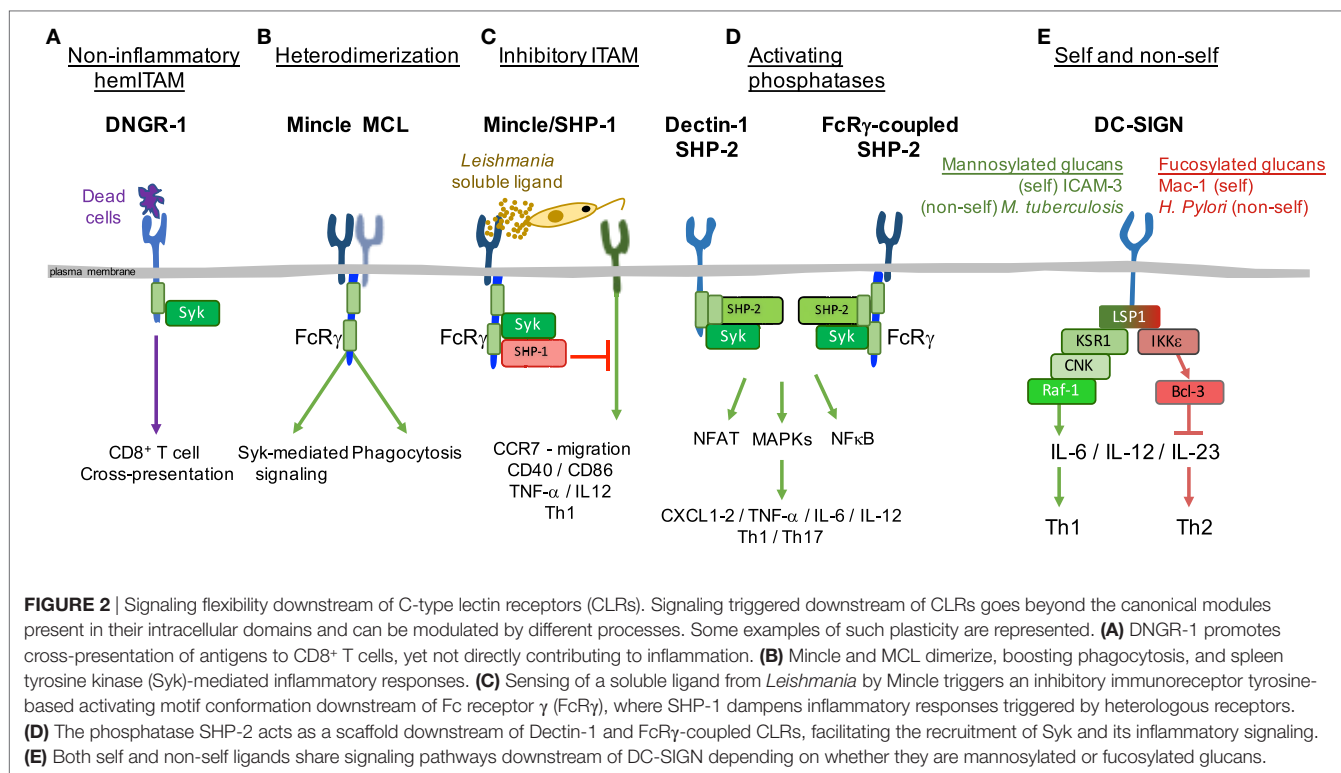 A
Non-inflammatory
hemITAM
DNGR-1
Dead
cells
Syk
CD8+ T cell
Cross-presentation
B
Heterodimerization
Mincle MCL
FcRγ
Syk-mediated
signaling
Phagocytosis
C
Inhibitory ITAM
Mincle/SHP-1
Leishmania
soluble ligand
FcRγ
Syk
SHP-1
CCR7 - migration
CD40 / CD86
TNF-α / IL12
Th1
D
Activating
phosphatases
Dectin-1
SHP-2
FcRγ-coupled
SHP-2
SHP-2
Syk
SHP-2
Syk
FcRγ
NFAT
MAPKs
NFκB
CXCL1-2 / TNF-α / IL-6 / IL-12
Th1 / Th17
E
Self and non-self
DC-SIGN
Mannosylated glucans
(self) ICAM-3
(non-self) M. tuberculosis
Fucosylated glucans
Mac-1 (self)
H. Pylori (non-self)
LSP1
KSR1
IKKε
CNK
Raf-1
Bcl-3
IL-6 / IL-12 / IL-23
Th1
Th2
plasma membrane
FIGURE 2 | Signaling flexibility downstream of C-type lectin receptors (CLRs). Signaling triggered downstream of CLRs goes beyond the canonical modules
present in their intracellular domains and can be modulated by different processes. Some examples of such plasticity are represented. (A) DNGR-1 promotes
cross-presentation of antigens to CD8+ T cells, yet not directly contributing to inflammation. (B) Mincle and MCL dimerize, boosting phagocytosis, and spleen
tyrosine kinase (Syk)-mediated inflammatory responses. (C) Sensing of a soluble ligand from Leishmania by Mincle triggers an inhibitory immunoreceptor tyrosine-
based activating motif conformation downstream of Fc receptor γ (FcRγ), where SHP-1 dampens inflammatory responses triggered by heterologous receptors.
(D) The phosphatase SHP-2 acts as a scaffold downstream of Dectin-1 and FcRγ-coupled CLRs, facilitating the recruitment of Syk and its inflammatory signaling.
(E) Both self and non-self ligands share signaling pathways downstream of DC-SIGN depending on whether they are mannosylated or fucosylated glucans.